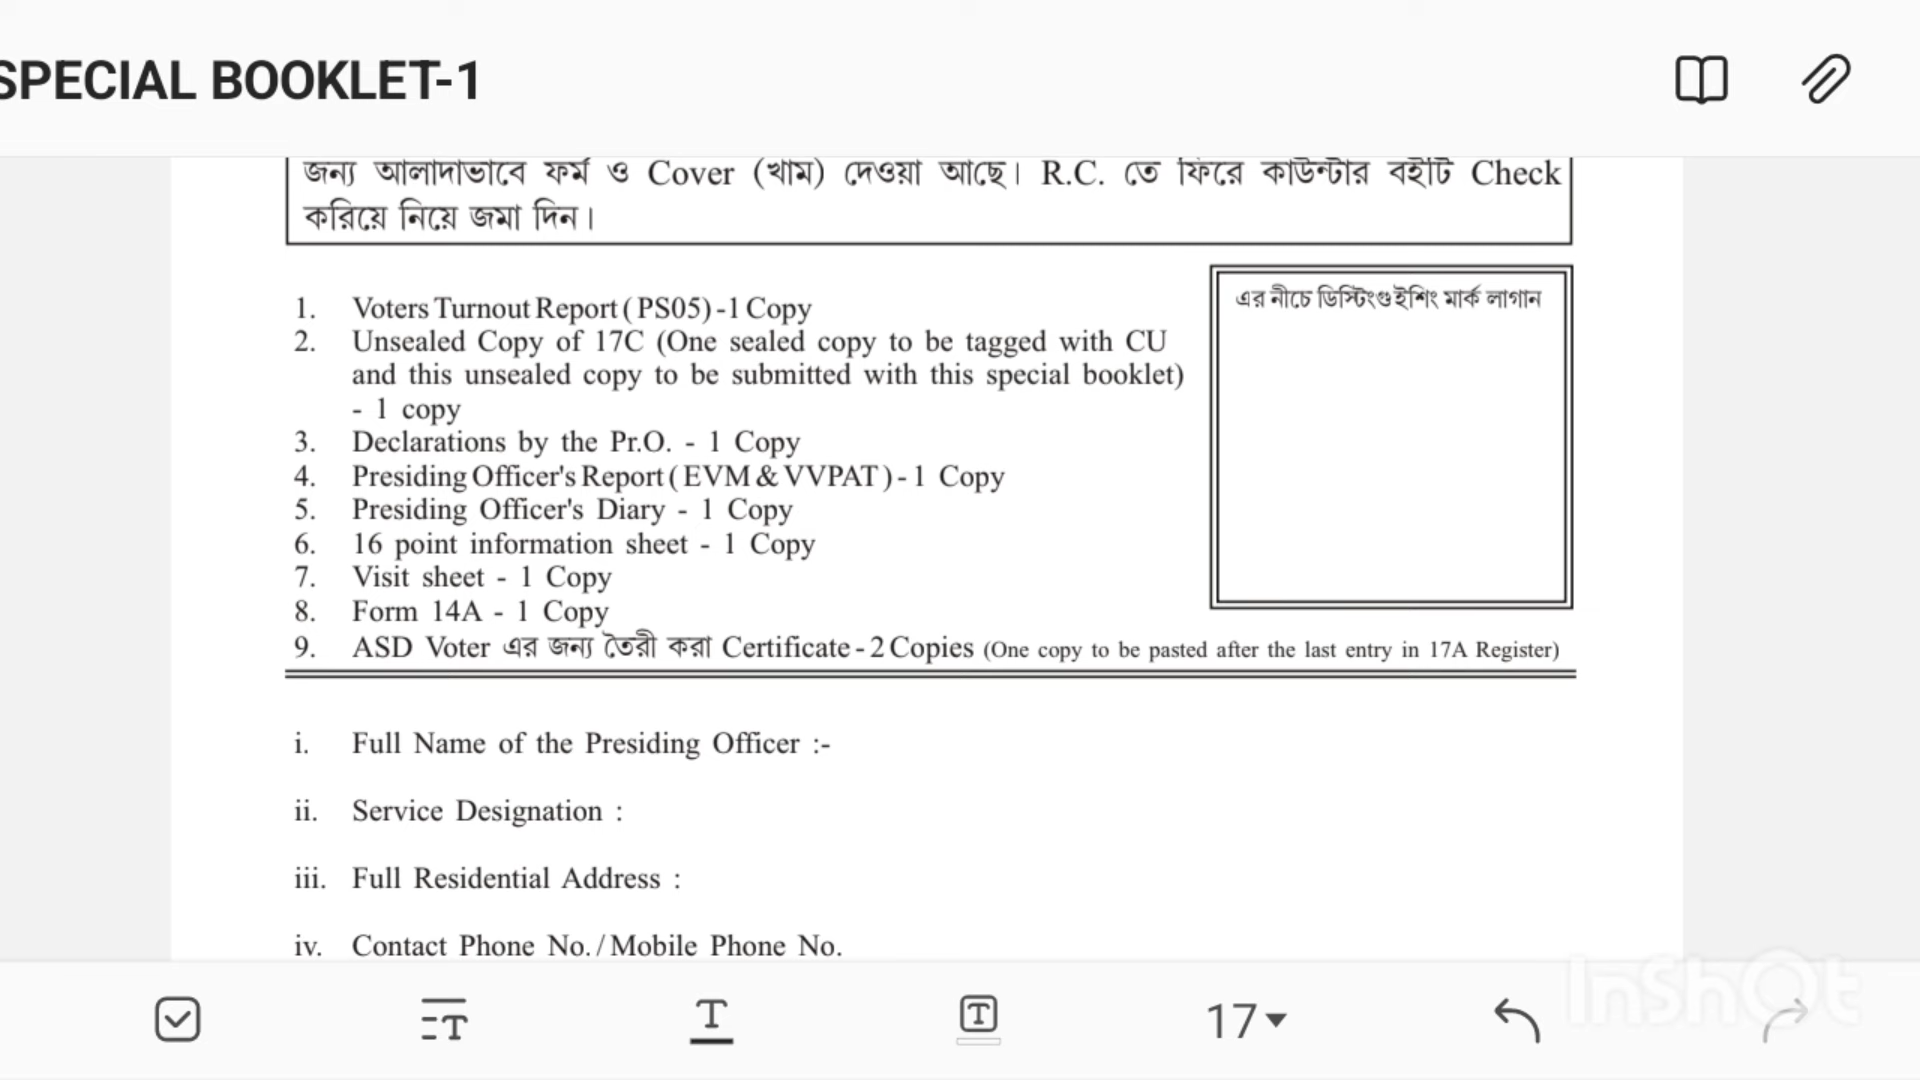 SPECIAL BOOKLET-1
জন্য আলাদাভাবে ফর্ম ও Cover (খাম) দেওয়া আছে। R.C. তে ফিরে কাউন্টার বইটি Check
করিয়ে নিয়ে জমা দিন।
এর নীচে ডিস্টিংগুইশিং মার্ক লাগান
1. Voters Turnout Report ( PS05) -1 Copy
2. Unsealed Copy of 17C (One sealed copy to be tagged with CU
and this unsealed copy to be submitted with this special booklet)
- 1 copy
3. Declarations by the Pr.O. - 1 Copy
4. Presiding Officer's Report ( EVM & VVPAT ) - 1 Copy
5. Presiding Officer's Diary - 1 Copy
6. 16 point information sheet - 1 Copy
7. Visit sheet - 1 Copy
8. Form 14A - 1 Copy
9. ASD Voter এর জন্য তৈরী করা Certificate - 2 Copies (One copy to be pasted after the last entry in 17A Register)
i. Full Name of the Presiding Officer :-
ii. Service Designation :
iii. Full Residential Address :
iv. Contact Phone No. / Mobile Phone No.
17
InShOt